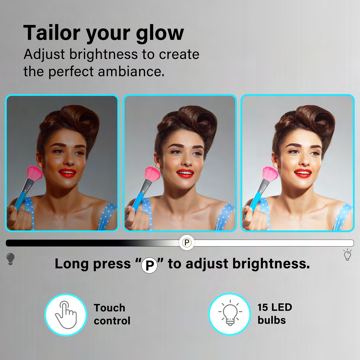 Tailor your glow
Adjust brightness to create
the perfect ambiance.
P
Long press “P” to adjust brightness.
Touch
control
15 LED
bulbs